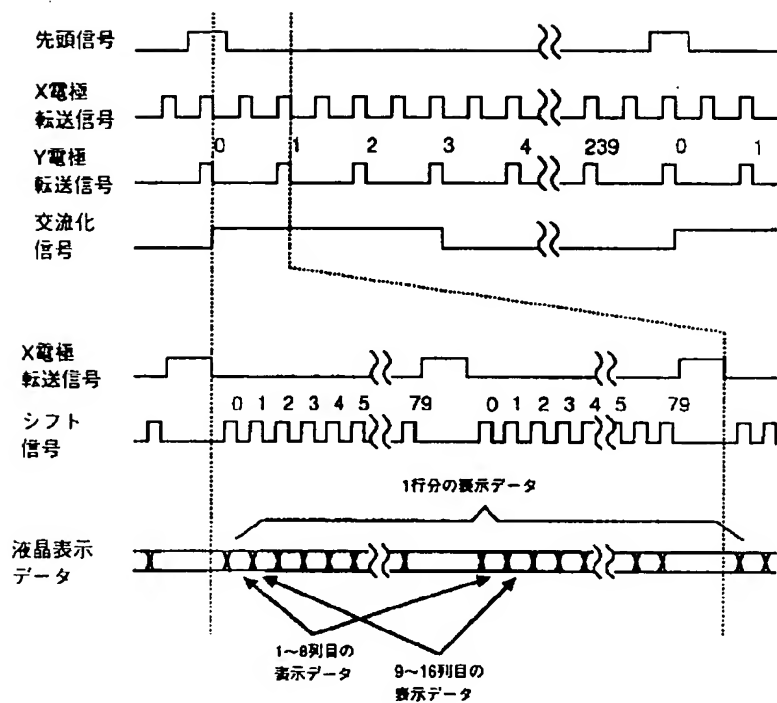 先頭信号
X電極
転送信号
0 1 2 3 4 239 0 1
Y電極
転送信号
交流化
信号
X電極
転送信号
0 1 2 3 4 5 79 0 1 2 3 4 5 79
シフト
信号
1行分の表示データ
液晶表示
データ
1~8列目の
表示データ
9~16列目の
表示データ